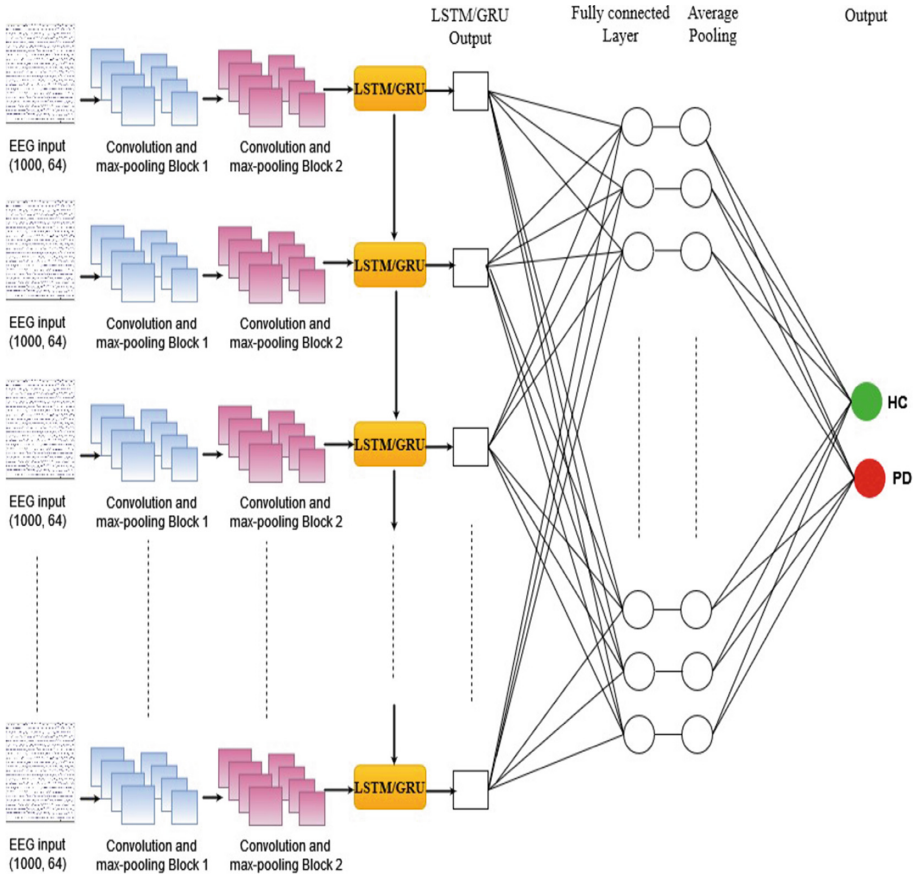 LSTM/GRU
Output
Fully connected
Layer
Average
Pooling
Output
LSTM/GRU
EEG input
(1000, 64)
Convolution and
max-pooling Block 1
Convolution and
max-pooling Block 2
LSTM/GRU
EEG input
(1000, 64)
Convolution and
max-pooling Block 1
Convolution and
max-pooling Block 2
HC
LSTM/GRU
PD
EEG input
(1000, 64)
Convolution and
max-pooling Block 1
Convolution and
max-pooling Block 2
LSTM/GRU
EEG input
(1000, 64)
Convolution and
max-pooling Block 1
Convolution and
max-pooling Block 2